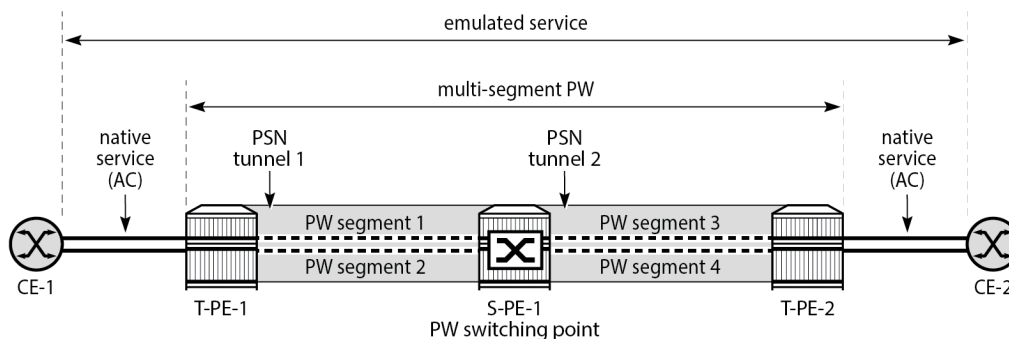 emulated service
multi-segment PW
native
service
(AC)
PSN
tunnel 1
PSN
tunnel 2
native
service
(AC)
PW segment 1
PW segment 3
PW segment 2
PW segment 4
CE-1
T-PE-1
S-PE-1
PW switching point
T-PE-2
CE-2